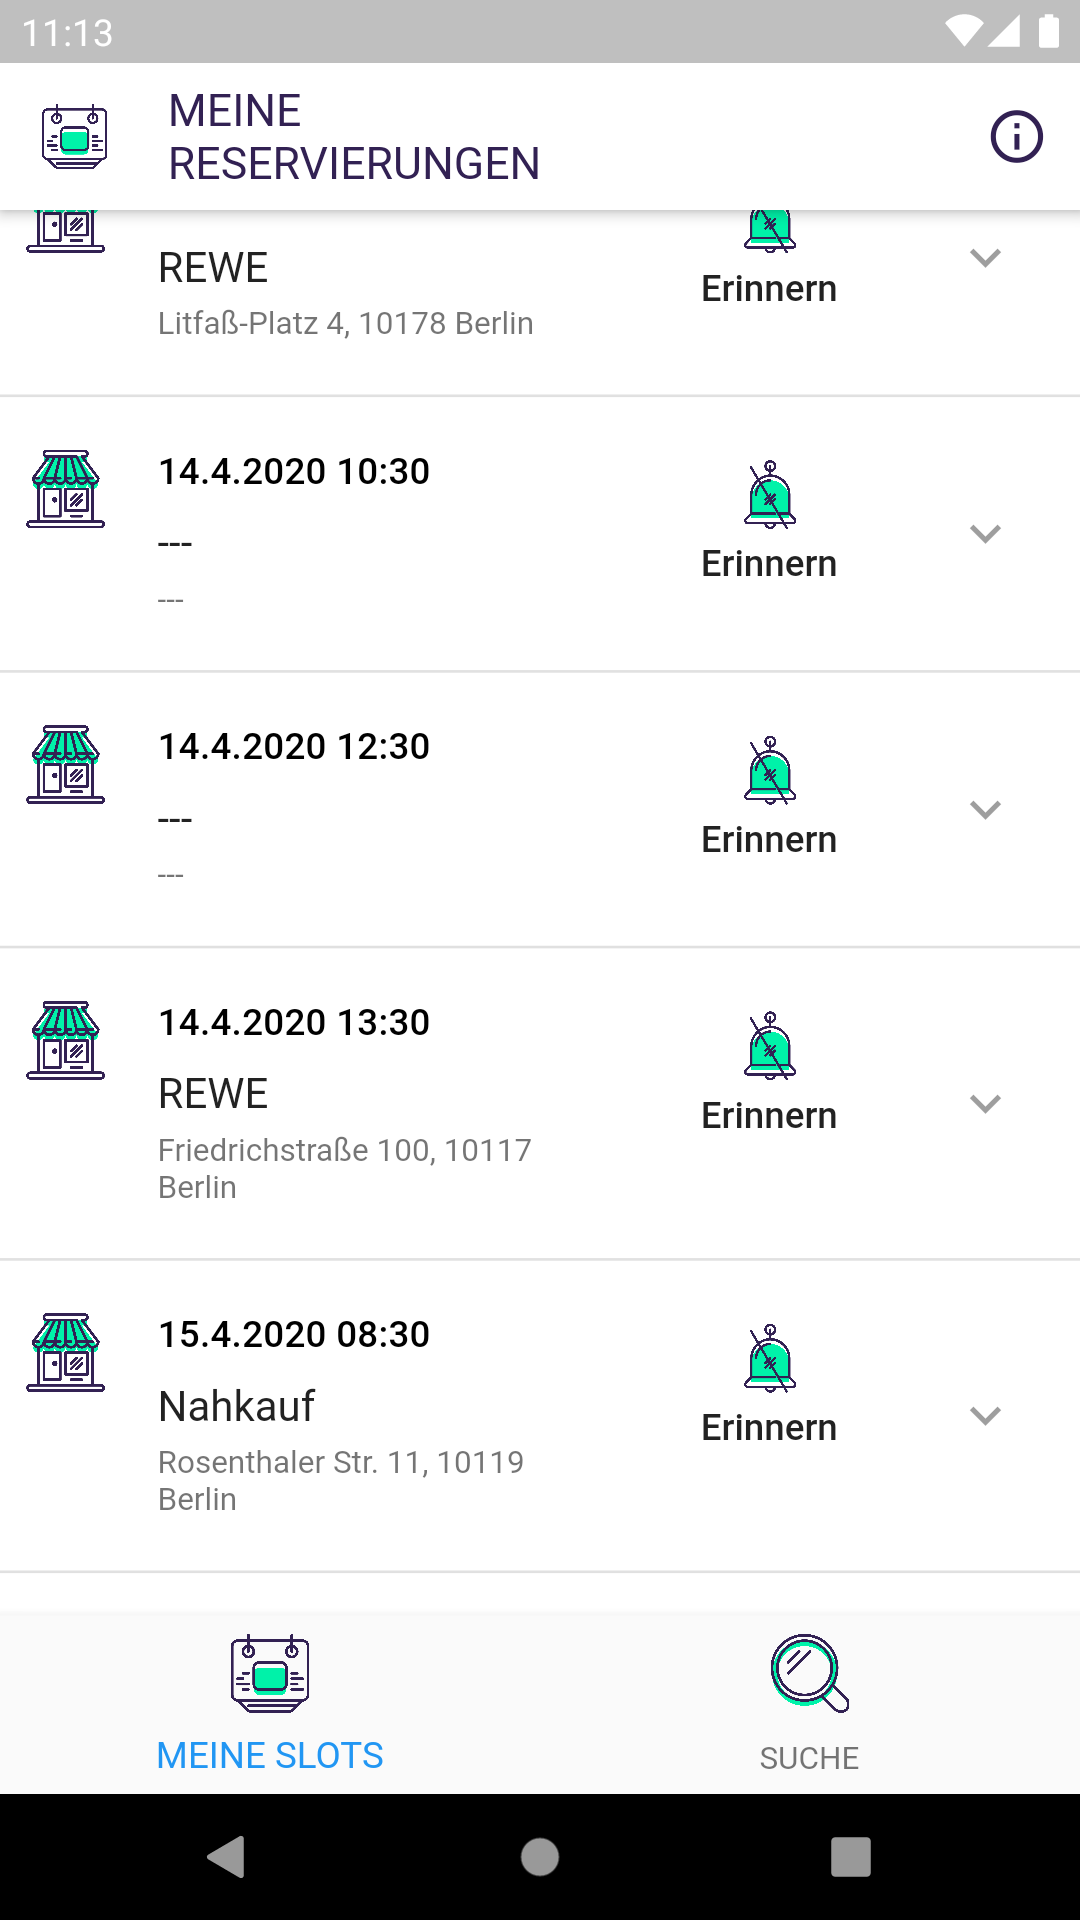 11:13
MEINE
RESERVIERUNGEN
REWE
Erinnern
Litfaß-Platz 4, 10178 Berlin
14.4.2020 10:30
---
Erinnern
---
14.4.2020 12:30
---
Erinnern
---
14.4.2020 13:30
REWE
Erinnern
Friedrichstraße 100, 10117
Berlin
15.4.2020 08:30
Nahkauf
Erinnern
Rosenthaler Str. 11, 10119
Berlin
MEINE SLOTS
SUCHE